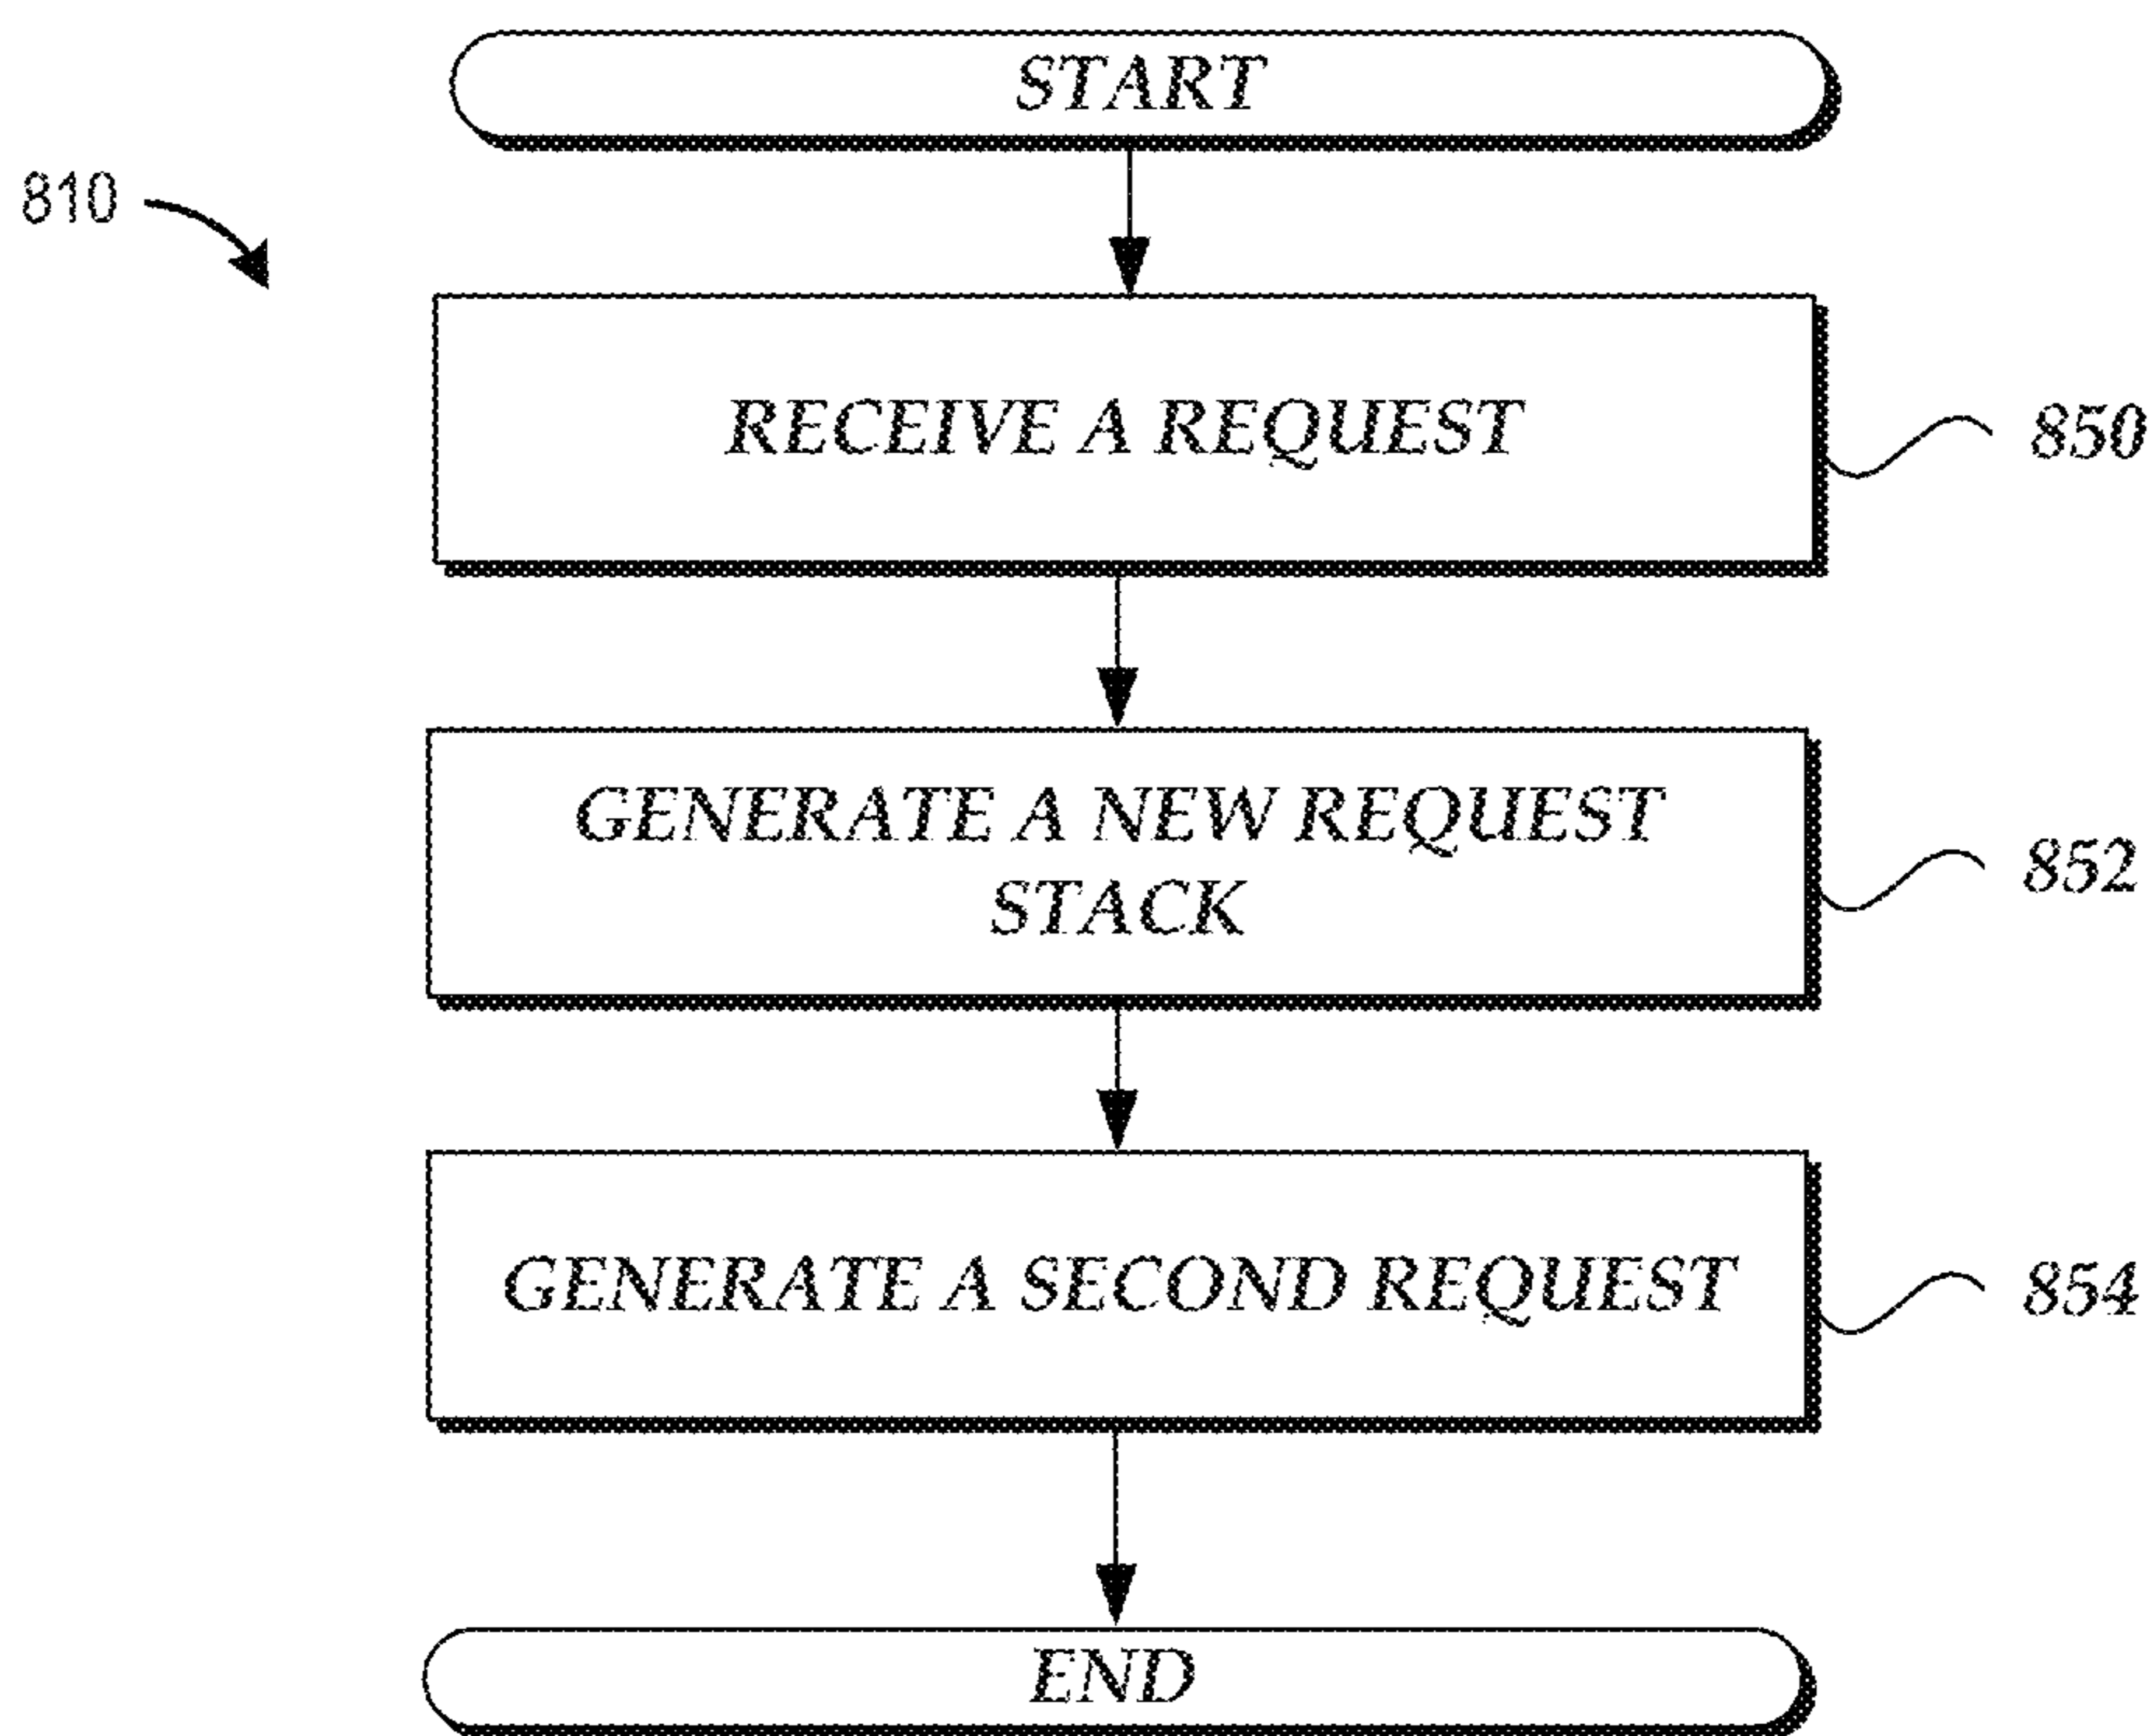 START
810
RECEIVE A REQUEST
850
GENERATE A NEW REQUEST
STACK
852
GENERATE A SECOND REQUEST
854
END